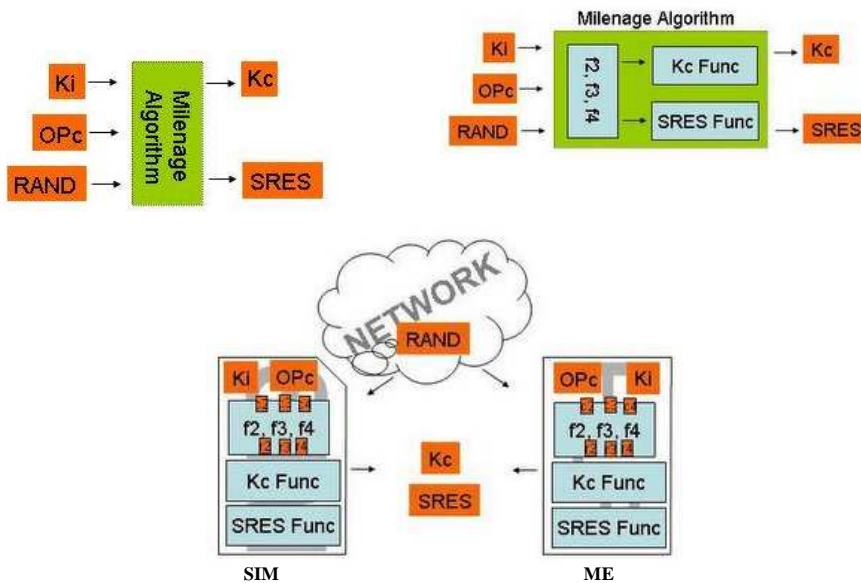 Ki
OPc
RAND
Milenage
Algorithm
Kc
SRES
Milenage Algorithm
Ki
OPc
RAND
f2, f3, f4
Kc Func
SRES Func
Kc
SRES
NETWORK
RAND
Ki
OPc
f2, f3, f4
Kc Func
SRES Func
SIM
Kc
SRES
OPc
Ki
f2, f3, f4
Kc Func
SRES Func
ME